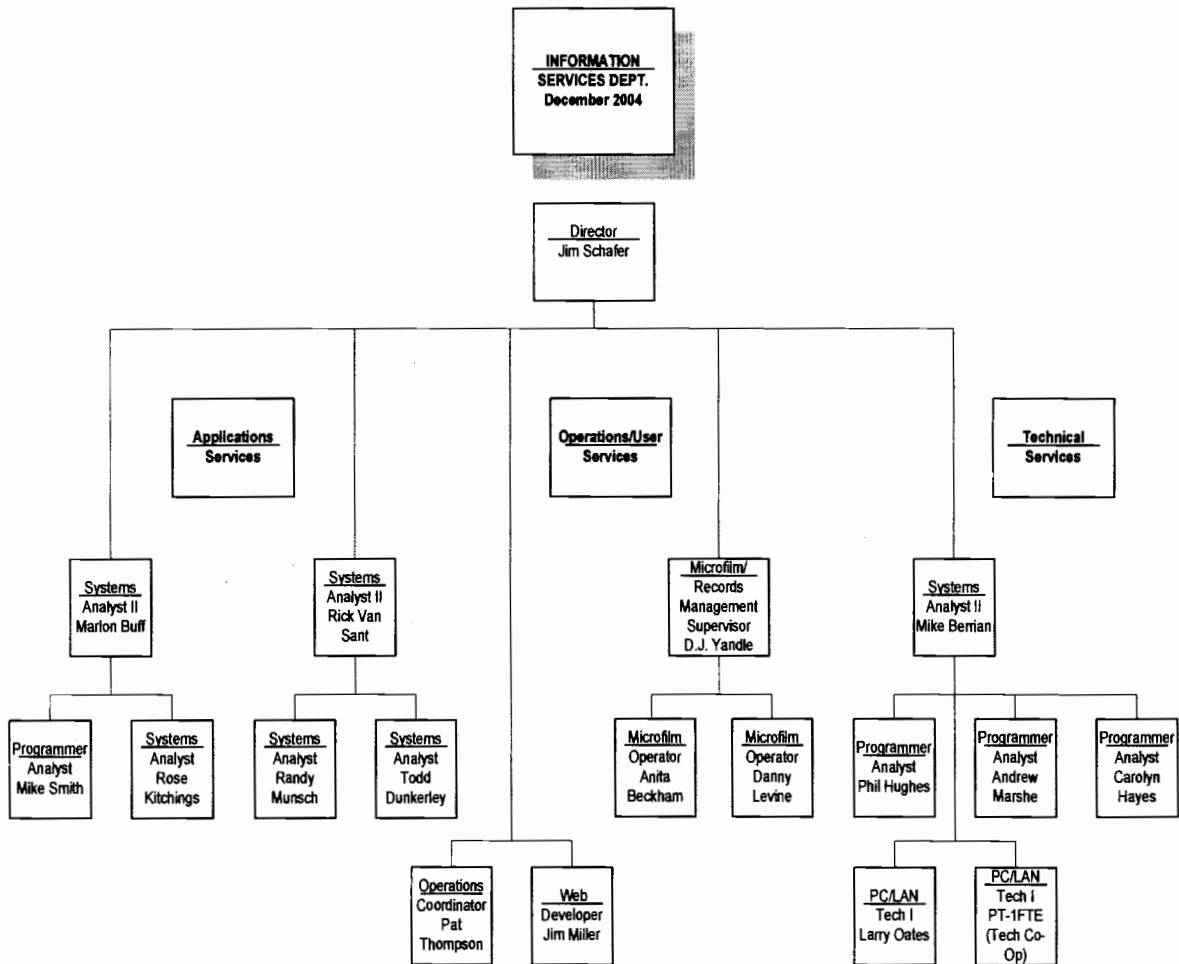 INFORMATION
SERVICES DEPT.
December 2004
Director
Jim Schafer
Applications
Services
Operations/User
Services
Technical
Services
Systems
Analyst II
Marlon Buff
Systems
Analyst II
Rick Van
Sant
Microfilm/
Records
Management
Supervisor
D.J. Yandle
Systems
Analyst II
Mike Berrian
Programmer
Analyst
Mike Smith
Systems
Analyst
Rose
Kitchings
Systems
Analyst
Randy
Munsch
Systems
Analyst
Todd
Dunkerley
Microfilm
Operator
Anita
Beckham
Microfilm
Operator
Danny
Levine
Programmer
Analyst
Phil Hughes
Programmer
Analyst
Andrew
Marshe
Programmer
Analyst
Carolyn
Hayes
Operations
Coordinator
Pat
Thompson
Web
Developer
Jim Miller
PC/LAN
Tech I
Larry Oates
PC/LAN
Tech I
PT-1FTE
(Tech Co-
Op)